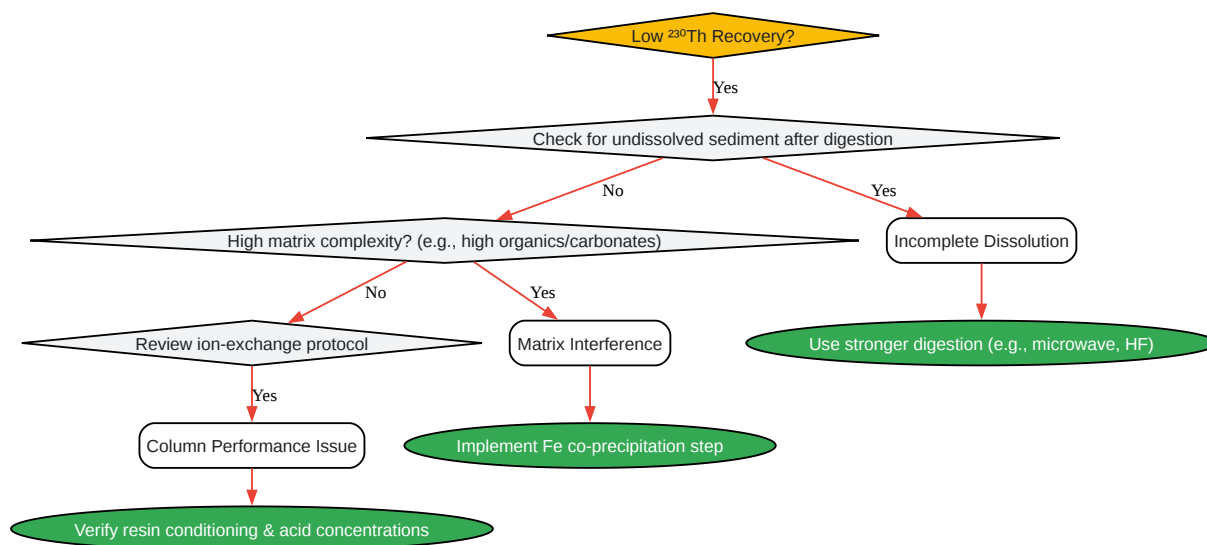 Low ²³⁰Th Recovery?
Yes
Check for undissolved sediment after digestion
No
Yes
High matrix complexity? (e.g., high organics/carbonates)
Incomplete Dissolution
No
Yes
Review ion-exchange protocol
Matrix Interference
Use stronger digestion (e.g., microwave, HF)
Yes
Column Performance Issue
Implement Fe co-precipitation step
Verify resin conditioning & acid concentrations